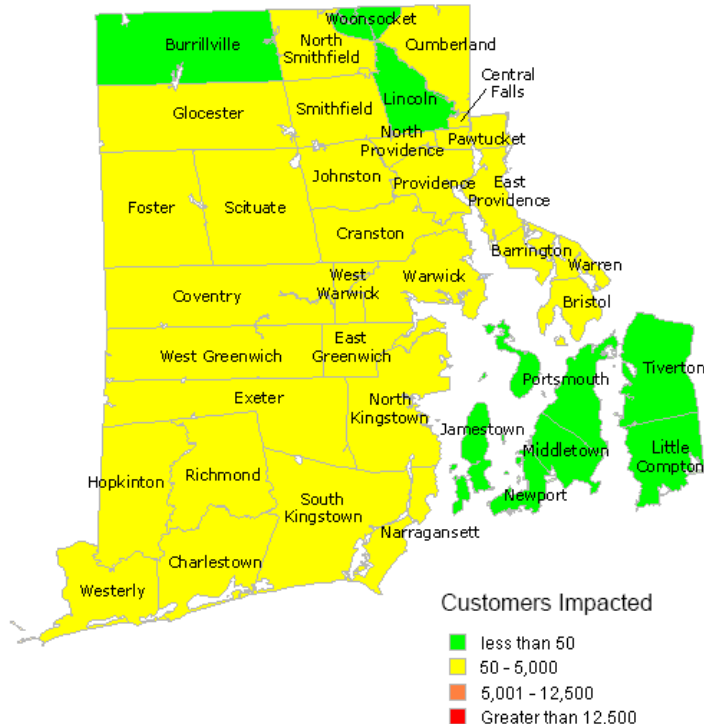 Woonsocket
Burrillville
North
Smithfield
Cumberland
Central
Falls
Lincoln
Glocester
Smithfield
North
Providence
Pawtucket
Johnston
Providence
East
Providence
Foster
Scituate
Cranston
Barrington
Warren
West
Warwick
Warwick
Coventry
Bristol
East
Greenwich
West Greenwich
Tiverton
Portsmouth
Exeter
North
Kingstown
Jamestown
Middletown
Little
Compton
Hopkinton
Richmond
South
Kingstown
Newport
Narragansett
Charlestown
Westerly
Customers Impacted
less than 50
50 - 5,000
5,001 - 12,500
Greater than 12.500